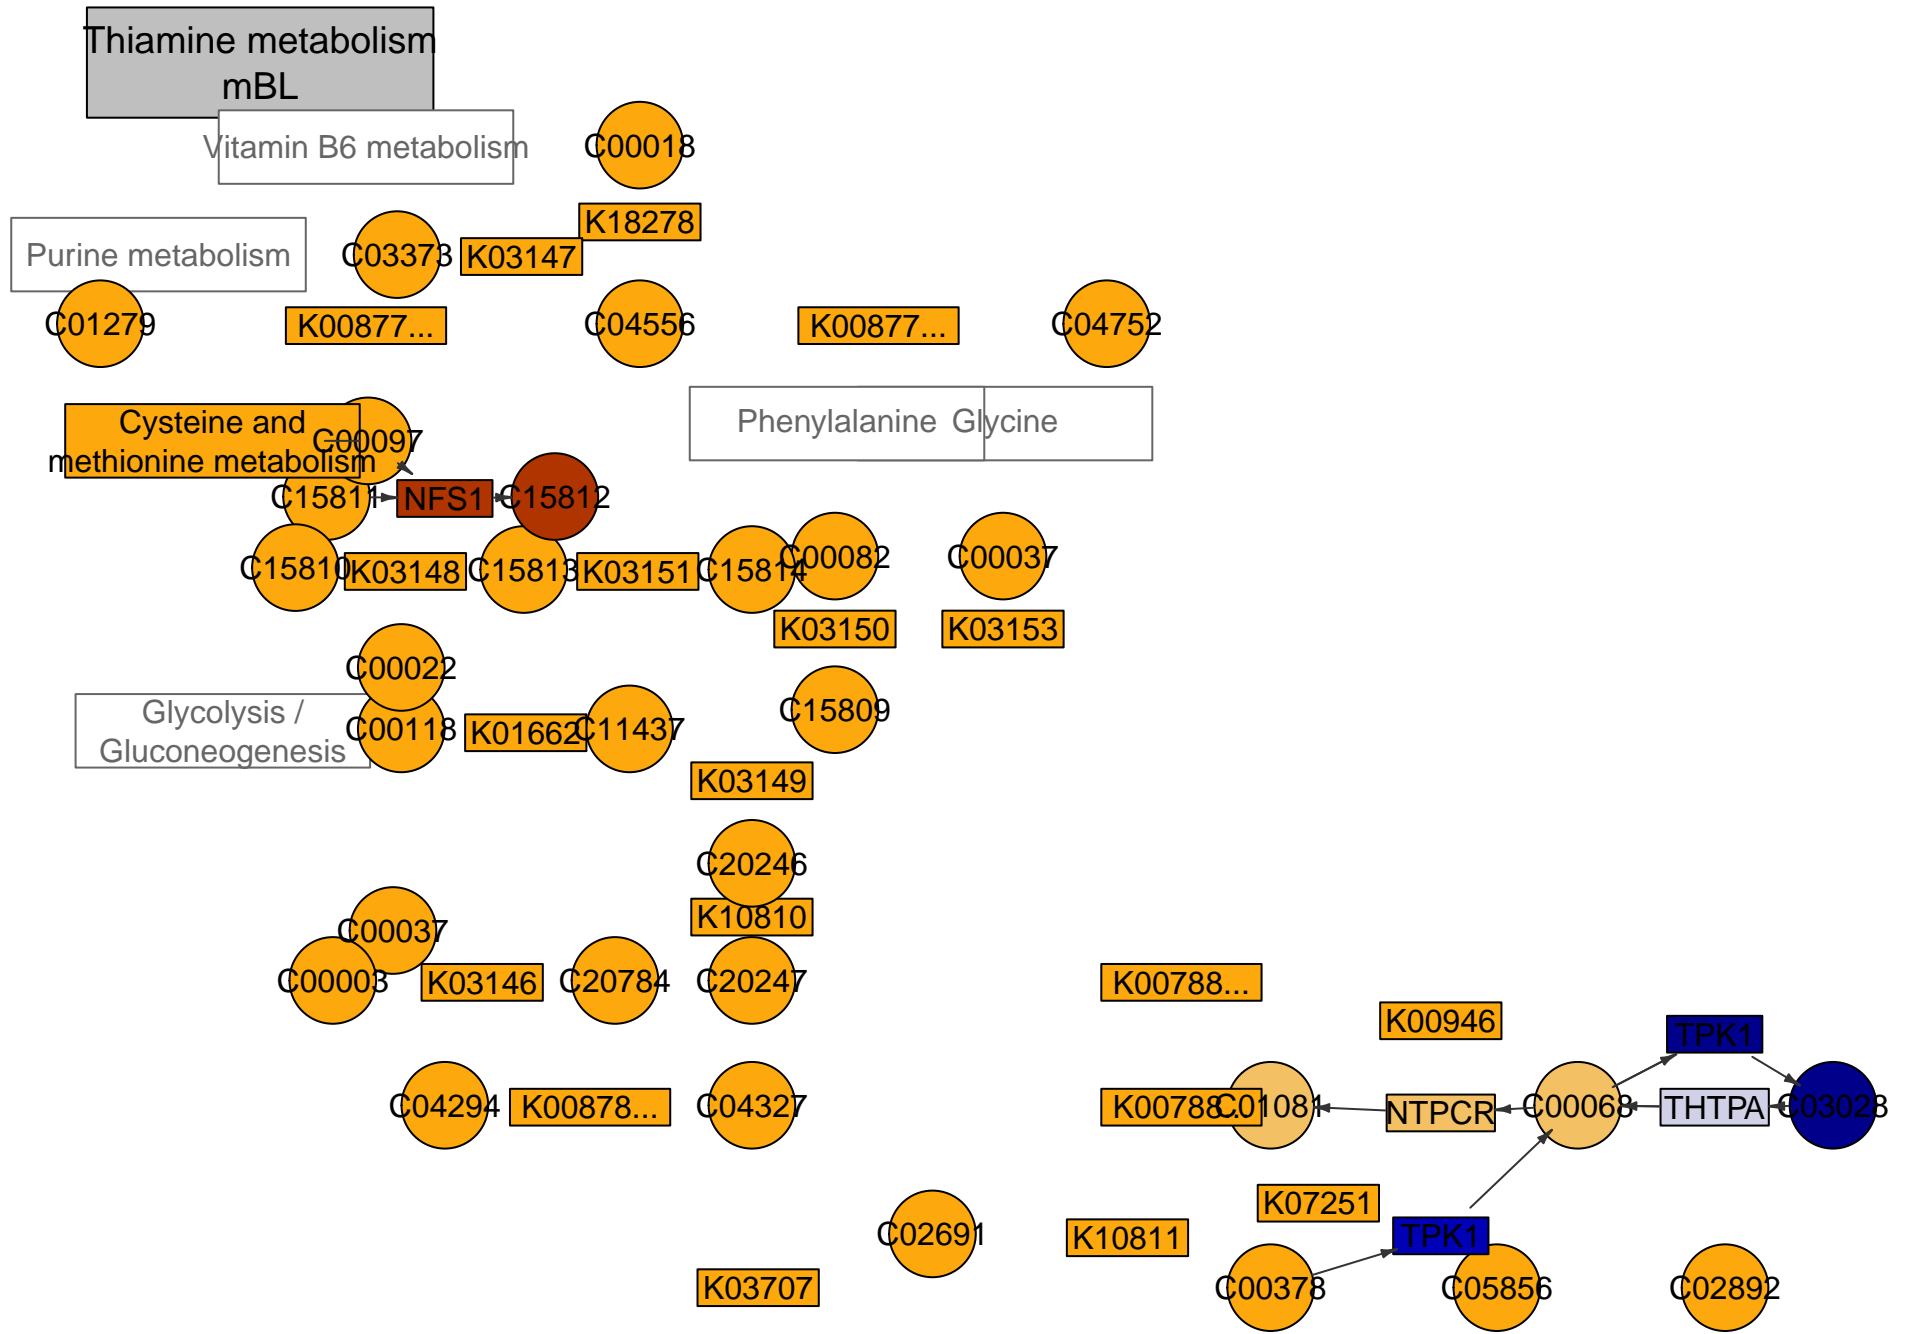 Thiamine metabolism
mBL
Vitamin B6 metabolism
C00018
K18278
Purine metabolism
C03373
K03147
C01279
K00877...
C04556
K00877...
C04752
Cysteine and
methionine metabolism
C00097
Phenylalanine
Glycine
C15811
NFS1
C15812
C15810
K03148
C15813
K03151
C15814
C00082
C00037
K03150
K03153
C00022
Glycolysis /
Gluconeogenesis
C00118
K01662
C11437
C15809
K03149
C20246
K10810
C00037
C00003
K03146
C20784
C20247
K00788...
K00946
TPK1
C04294
K00878...
C04327
K00788...
C01081
NTPCR
C00068
THTPA
C03028
K07251
C02691
K10811
TPK1
K03707
C00378
C05856
C02892